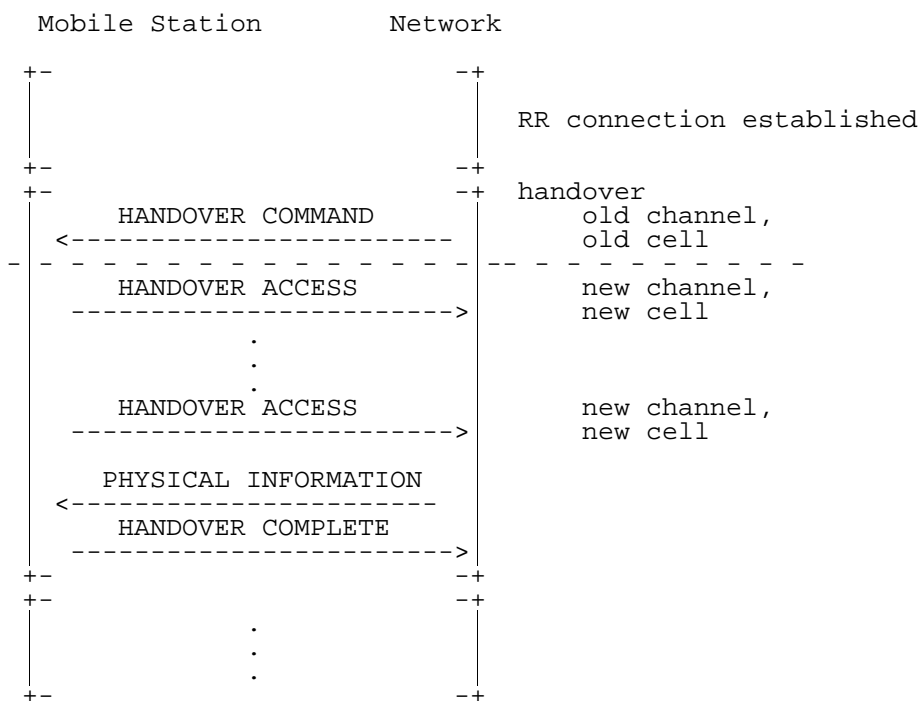 Mobile Station Network
+- -+
RR connection established
+- -+
+- -+ handover
HANDOVER COMMAND old channel,
<------------------------ old cell
- - - - - - - - - - - - - - - -- - - - - - - - - -
HANDOVER ACCESS new channel,
------------------------> new cell
.
.
.
HANDOVER ACCESS new channel,
------------------------> new cell
PHYSICAL INFORMATION
<-----------------------
HANDOVER COMPLETE
------------------------>
+- -+
+- -+
.
.
.
+- -+